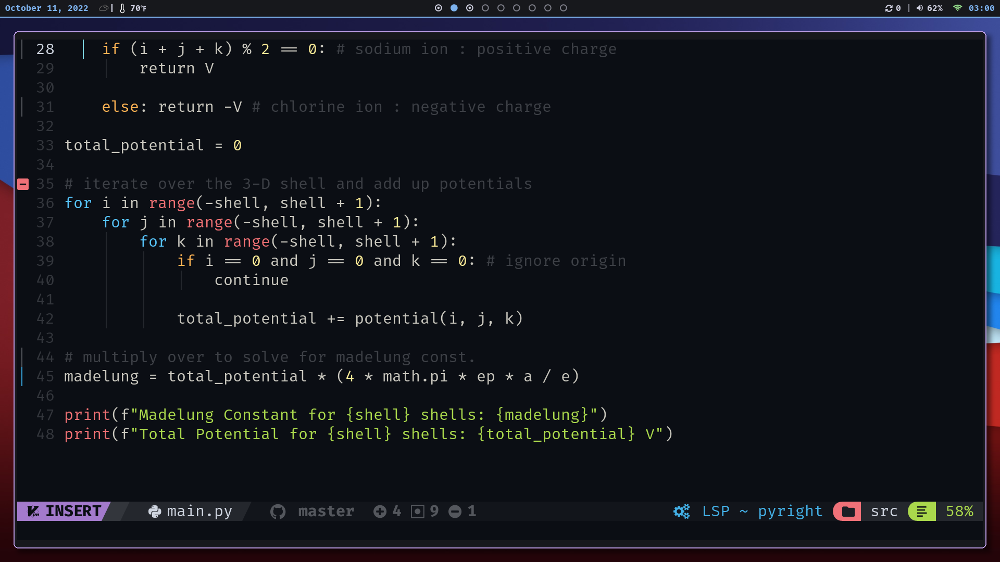 October 11, 2022 | 70°F 0 | 62% 03:00
28 if (i + j + k) % 2 == 0: # sodium ion : positive charge
29 return V
30
31 else: return -V # chlorine ion : negative charge
32
33 total_potential = 0
34
35 # iterate over the 3-D shell and add up potentials
36 for i in range(-shell, shell + 1):
37 for j in range(-shell, shell + 1):
38 for k in range(-shell, shell + 1):
39 if i == 0 and j == 0 and k == 0: # ignore origin
40 continue
41
42 total_potential += potential(i, j, k)
43
44 # multiply over to solve for madelung const.
45 madelung = total_potential * (4 * math.pi * ep * a / e)
46
47 print(f"Madelung Constant for {shell} shells: {madelung}")
48 print(f"Total Potential for {shell} shells: {total_potential} V")
INSERT main.py master 4 9 1 LSP ~ pyright src 58%